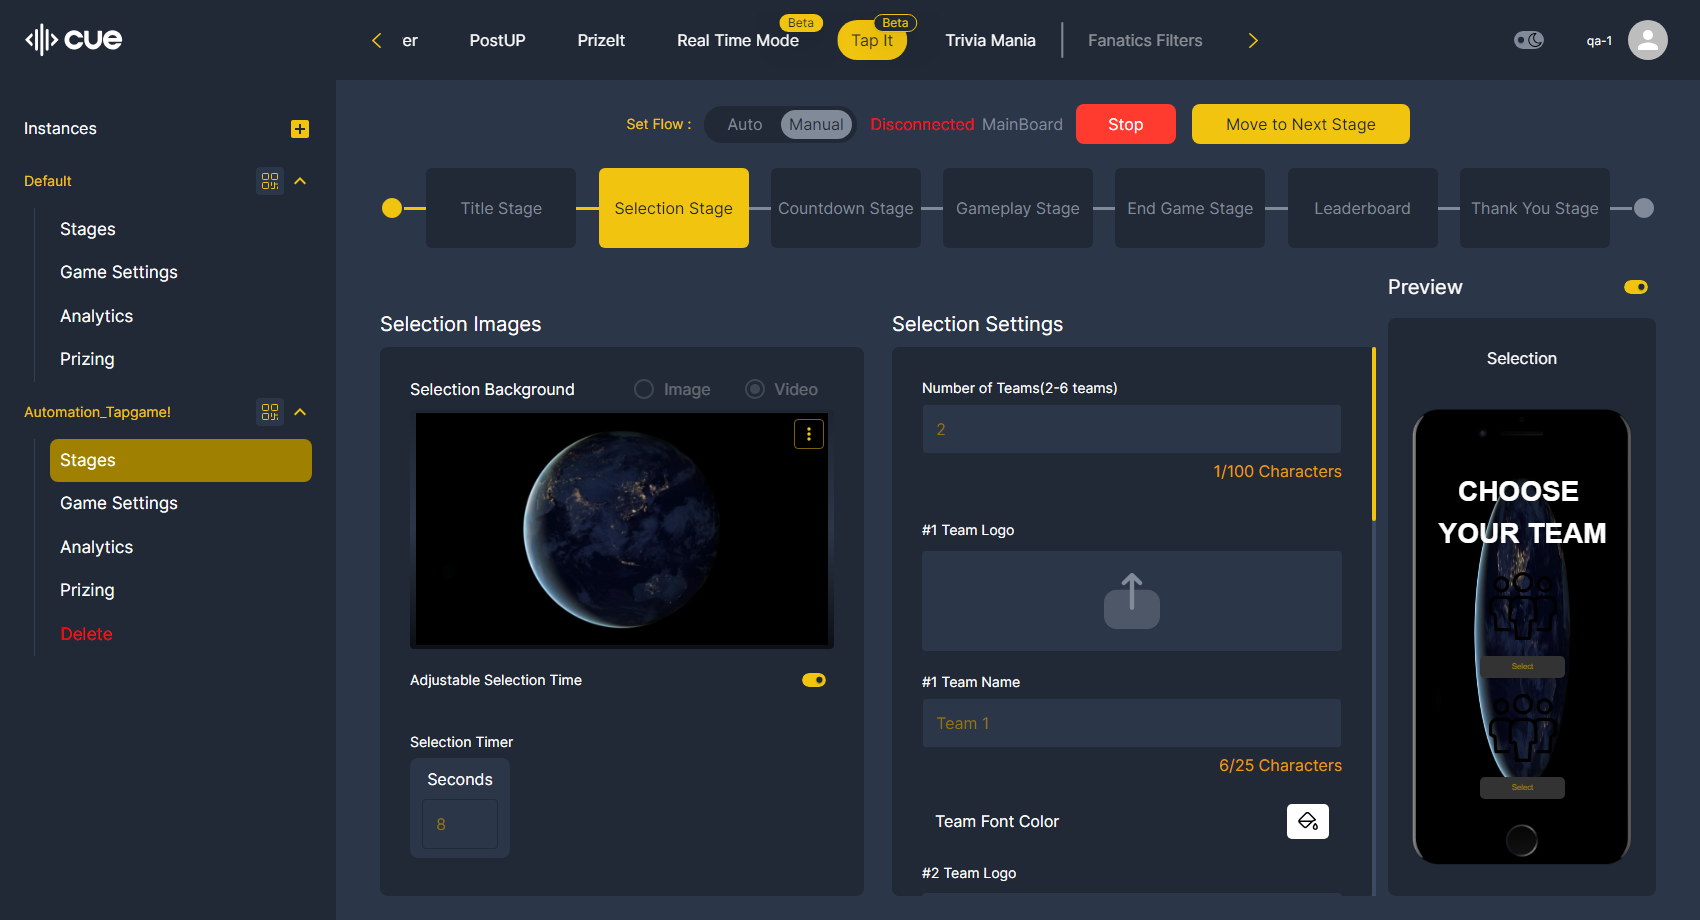 cue
er
PostUP
PrizeIt
Real Time Mode
Beta
Tap It
Beta
Trivia Mania
Fanatics Filters
qa-1
Instances
Default
Stages
Game Settings
Analytics
Prizing
Automation_Tapgame!
Stages
Game Settings
Analytics
Prizing
Delete
Set Flow :
Auto
Manual
Disconnected MainBoard
Stop
Move to Next Stage
Title Stage
Selection Stage
Countdown Stage
Gameplay Stage
End Game Stage
Leaderboard
Thank You Stage
Selection Images
Selection Background
Image
Video
Adjustable Selection Time
Selection Timer
Seconds
8
Selection Settings
Number of Teams(2-6 teams)
2
1/100 Characters
#1 Team Logo
#1 Team Name
Team 1
6/25 Characters
Team Font Color
#2 Team Logo
Preview
Selection
CHOOSE
YOUR TEAM
Select
Select